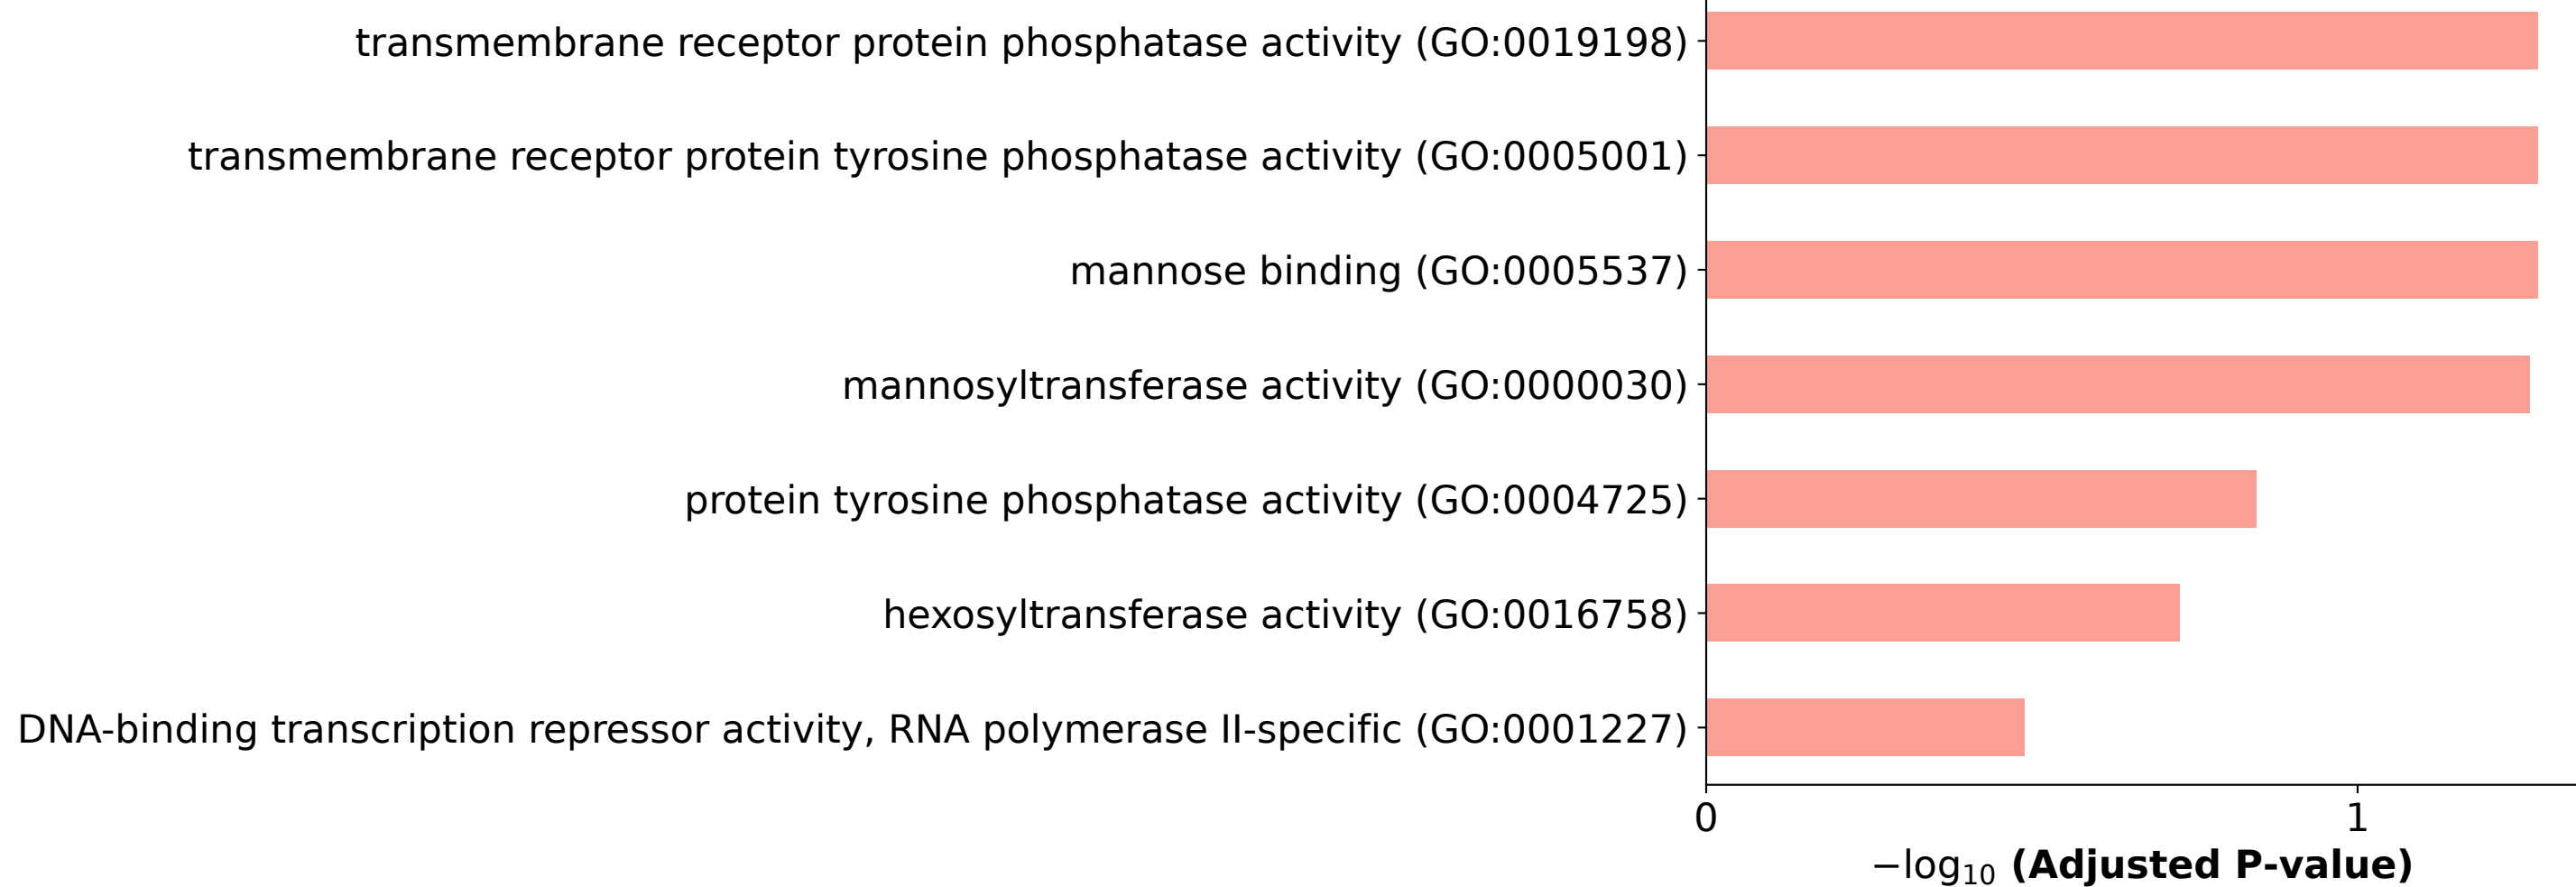 transmembrane receptor protein phosphatase activity (GO:0019198)
transmembrane receptor protein tyrosine phosphatase activity (GO:0005001)
mannose binding (GO:0005537)
mannosyltransferase activity (GO:0000030)
protein tyrosine phosphatase activity (GO:0004725)
hexosyltransferase activity (GO:0016758)
DNA-binding transcription repressor activity, RNA polymerase II-specific (GO:0001227)
0 1
−log₁₀ (Adjusted P-value)